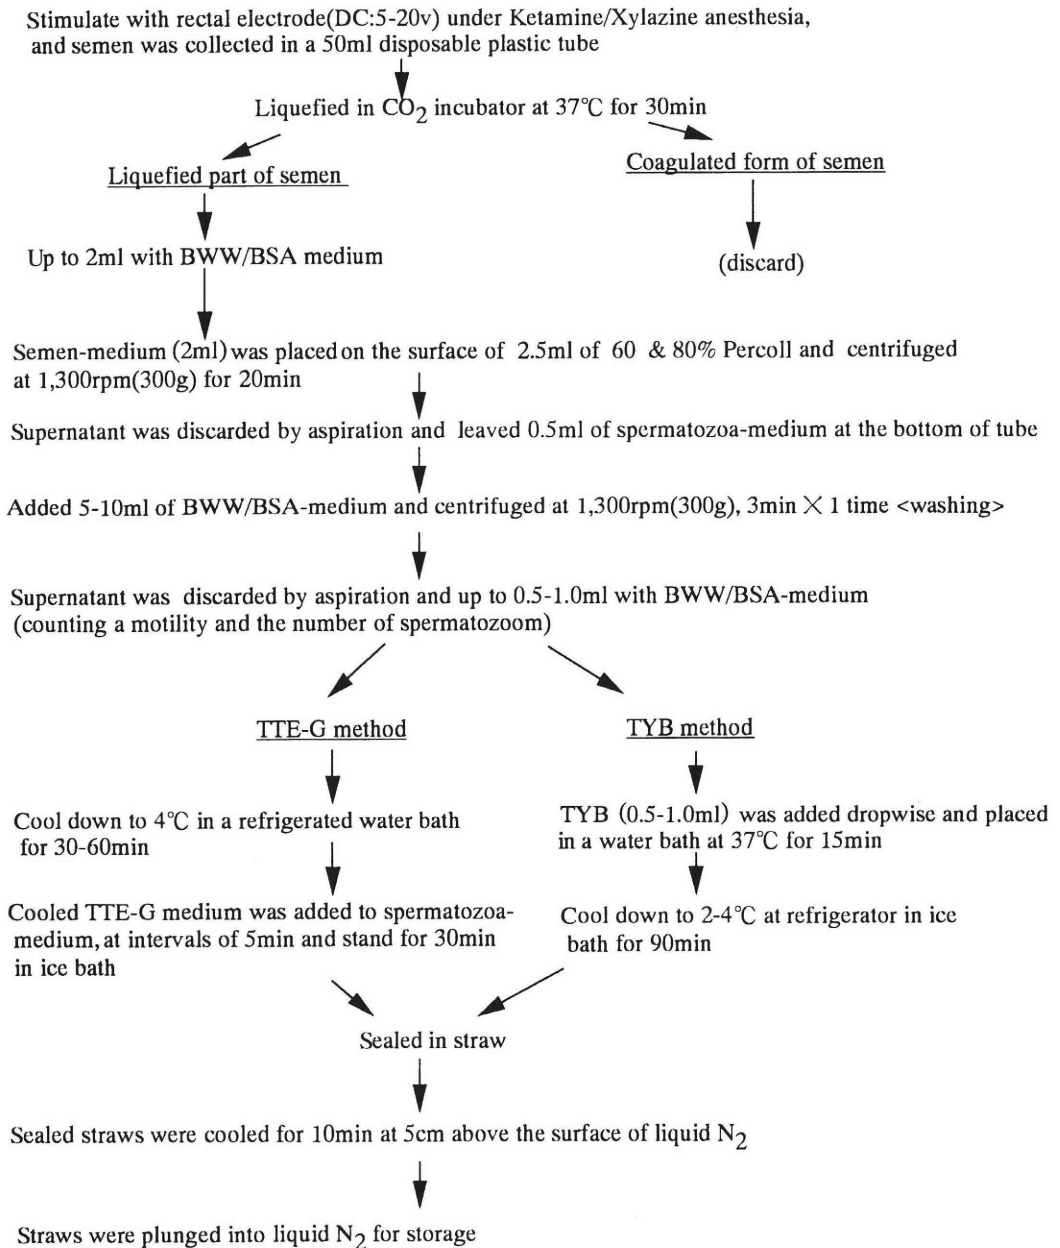 Stimulate with rectal electrode(DC:5-20v) under Ketamine/Xylazine anesthesia,
and semen was collected in a 50ml disposable plastic tube
Liquefied in CO2 incubator at 37℃ for 30min
Liquefied part of semen
Coagulated form of semen
Up to 2ml with BWW/BSA medium
(discard)
Semen-medium (2ml) was placed on the surface of 2.5ml of 60 & 80% Percoll and centrifuged
at 1,300rpm(300g) for 20min
Supernatant was discarded by aspiration and leaved 0.5ml of spermatozoa-medium at the bottom of tube
Added 5-10ml of BWW/BSA-medium and centrifuged at 1,300rpm(300g), 3min × 1 time <washing>
Supernatant was discarded by aspiration and up to 0.5-1.0ml with BWW/BSA-medium
(counting a motility and the number of spermatozoom)
TTE-G method
TYB method
Cool down to 4℃ in a refrigerated water bath
for 30-60min
TYB (0.5-1.0ml) was added dropwise and placed
in a water bath at 37℃ for 15min
Cooled TTE-G medium was added to spermatozoa-
medium, at intervals of 5min and stand for 30min
in ice bath
Cool down to 2-4℃ at refrigerator in ice
bath for 90min
Sealed in straw
Sealed straws were cooled for 10min at 5cm above the surface of liquid N2
Straws were plunged into liquid N2 for storage